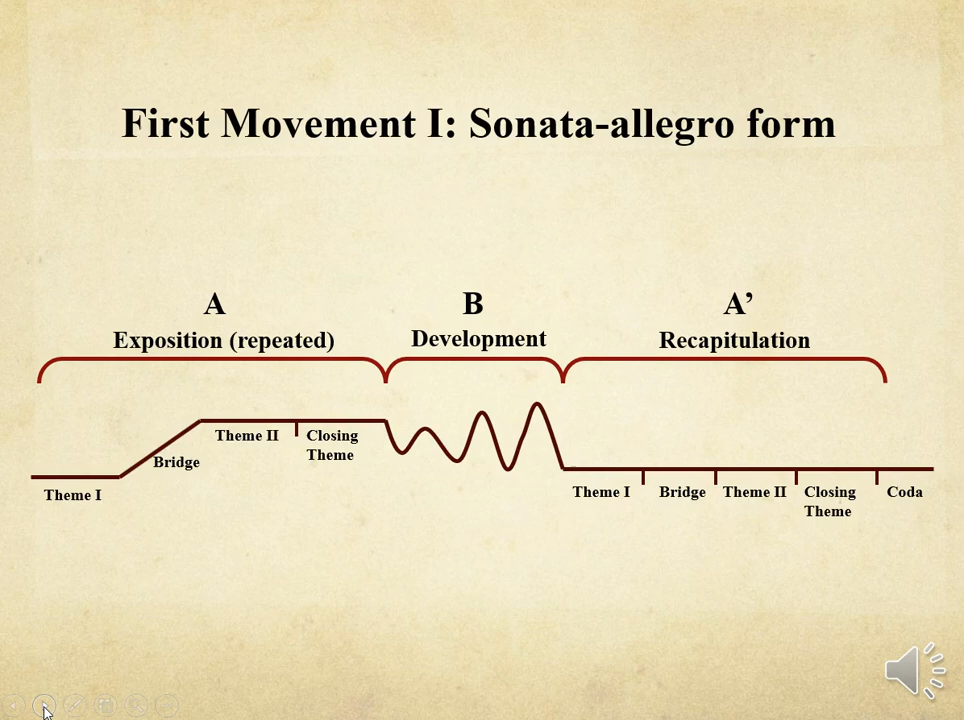 First Movement I: Sonata-allegro form
A
Exposition (repeated)
B
Development
A’
Recapitulation
Theme I
Bridge
Theme II
Closing
Theme
Theme I
Bridge
Theme II
Closing
Theme
Coda